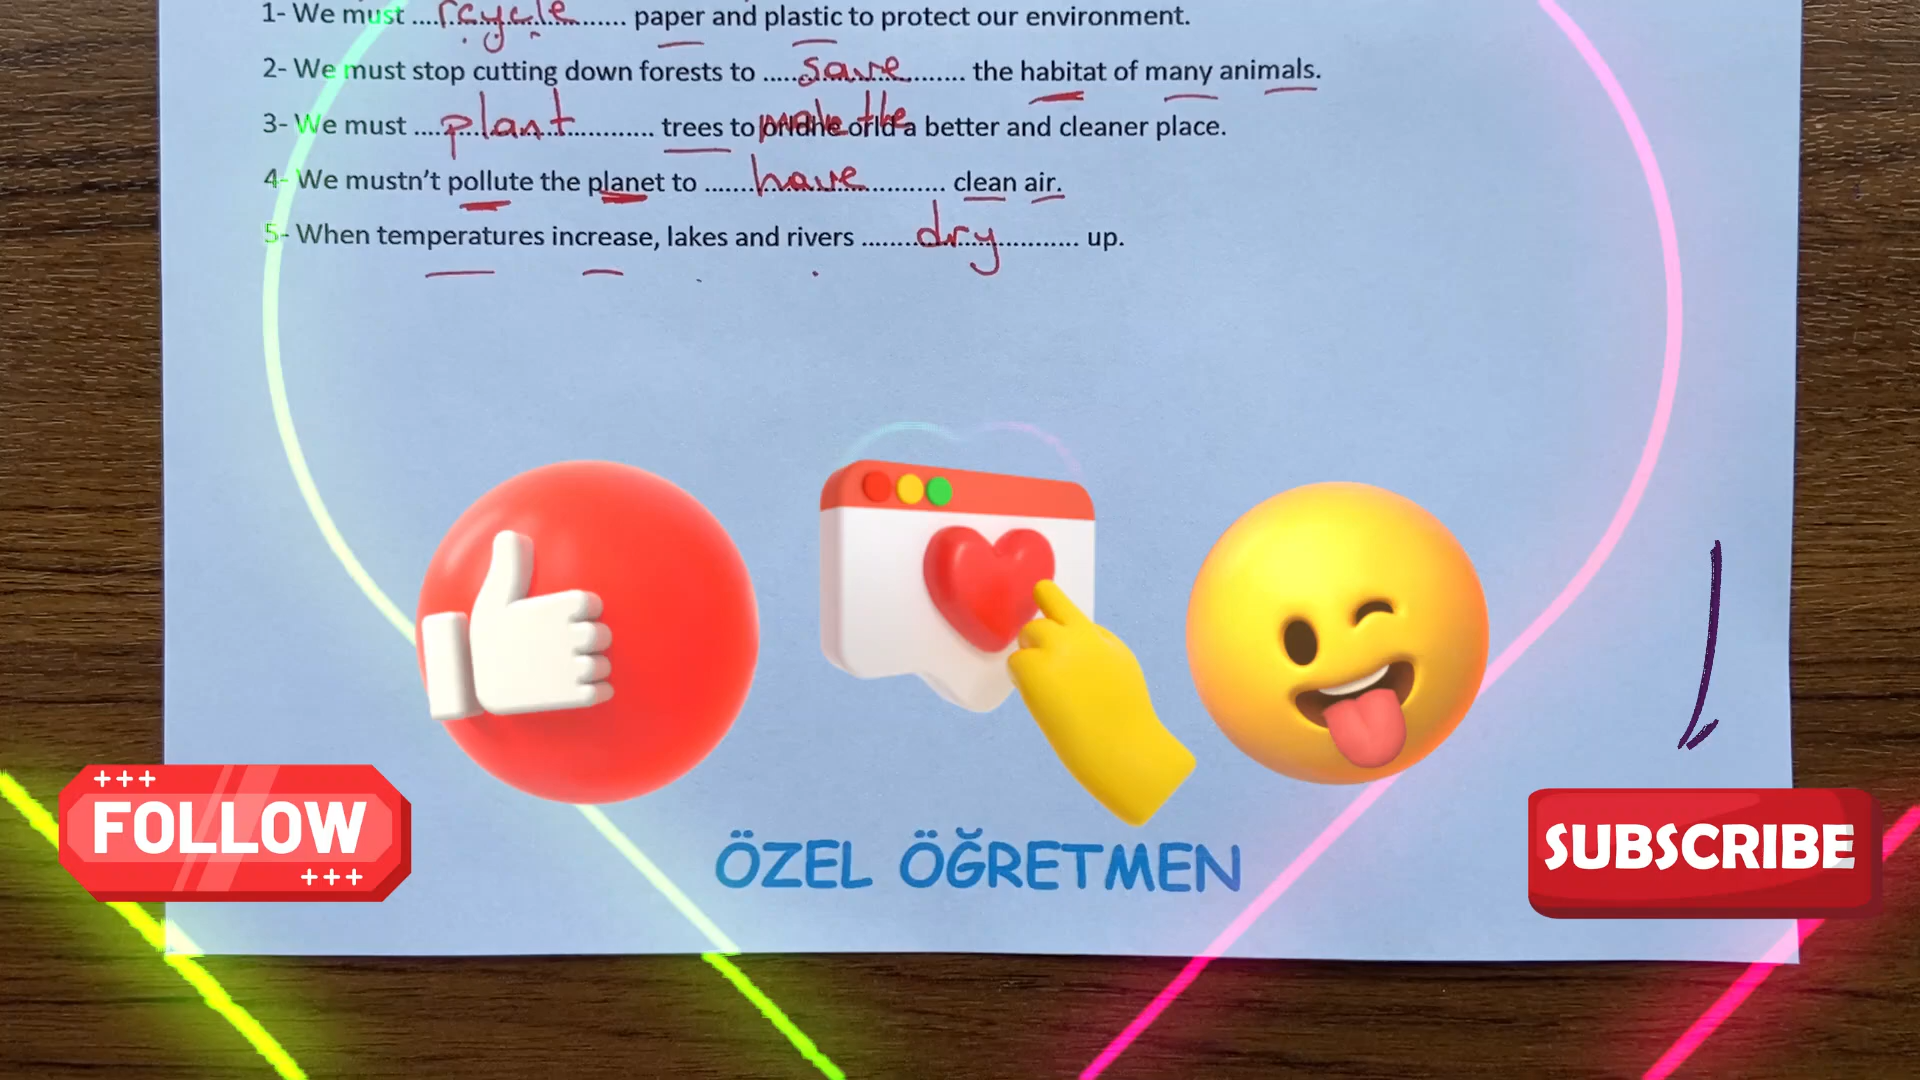 1- We must ....rcycle........ paper and plastic to protect our environment.
2- We must stop cutting down forests to .....save........ the habitat of many animals.
3- We must ....plant............ trees to make the a better and cleaner place.
4- We mustn't pollute the planet to .......have............ clean air.
5- When temperatures increase, lakes and rivers ........dry............ up.
+++
FOLLOW
+++
SUBSCRIBE
ÖZEL ÖĞRETMEN